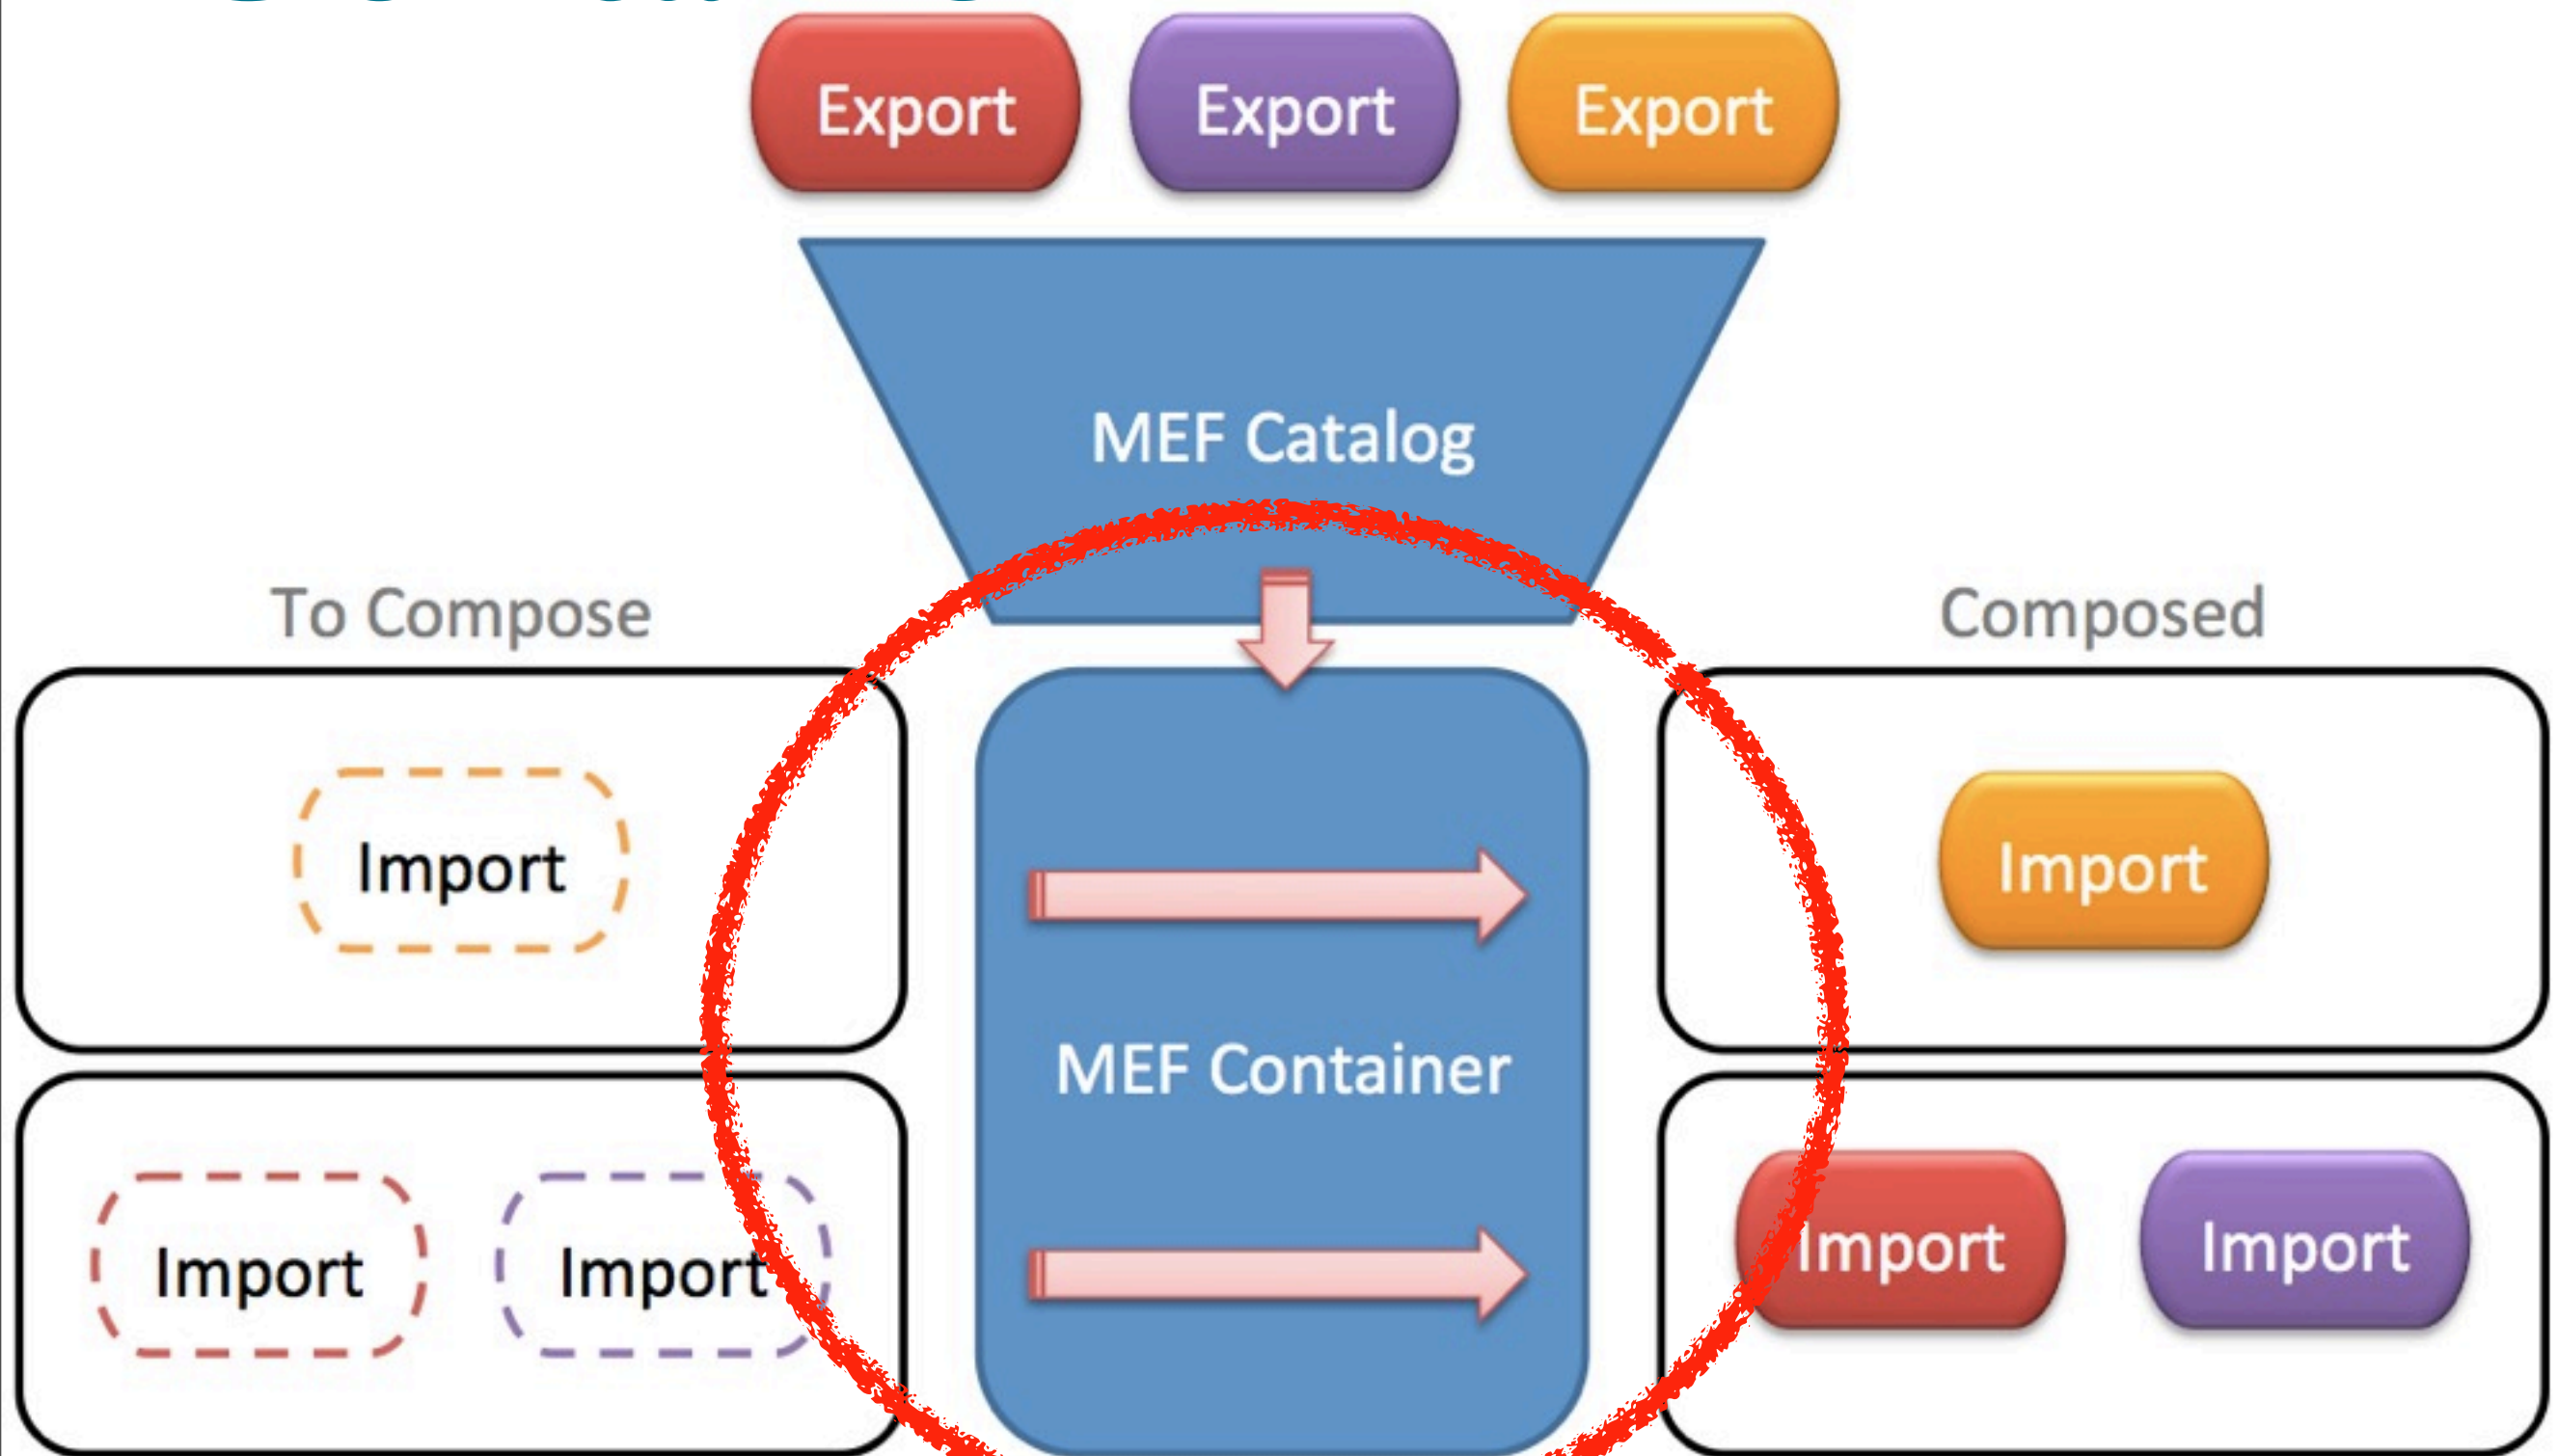 Export Export Export
MEF Catalog
To Compose
Composed
Import
Import
MEF Container
Import Import
Import Import